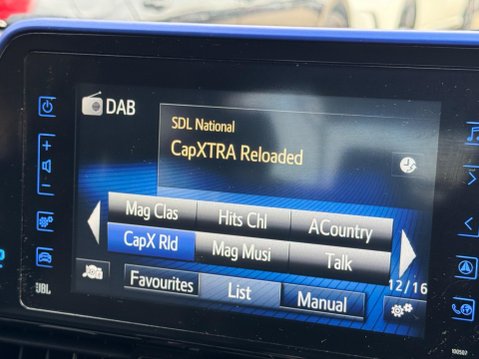 DAB
SDL National
CapXTRA Reloaded
Mag Clas Hits Chl ACountry
CapX Rld Mag Musi Talk
12/16
Favourites List Manual
JBL
100507